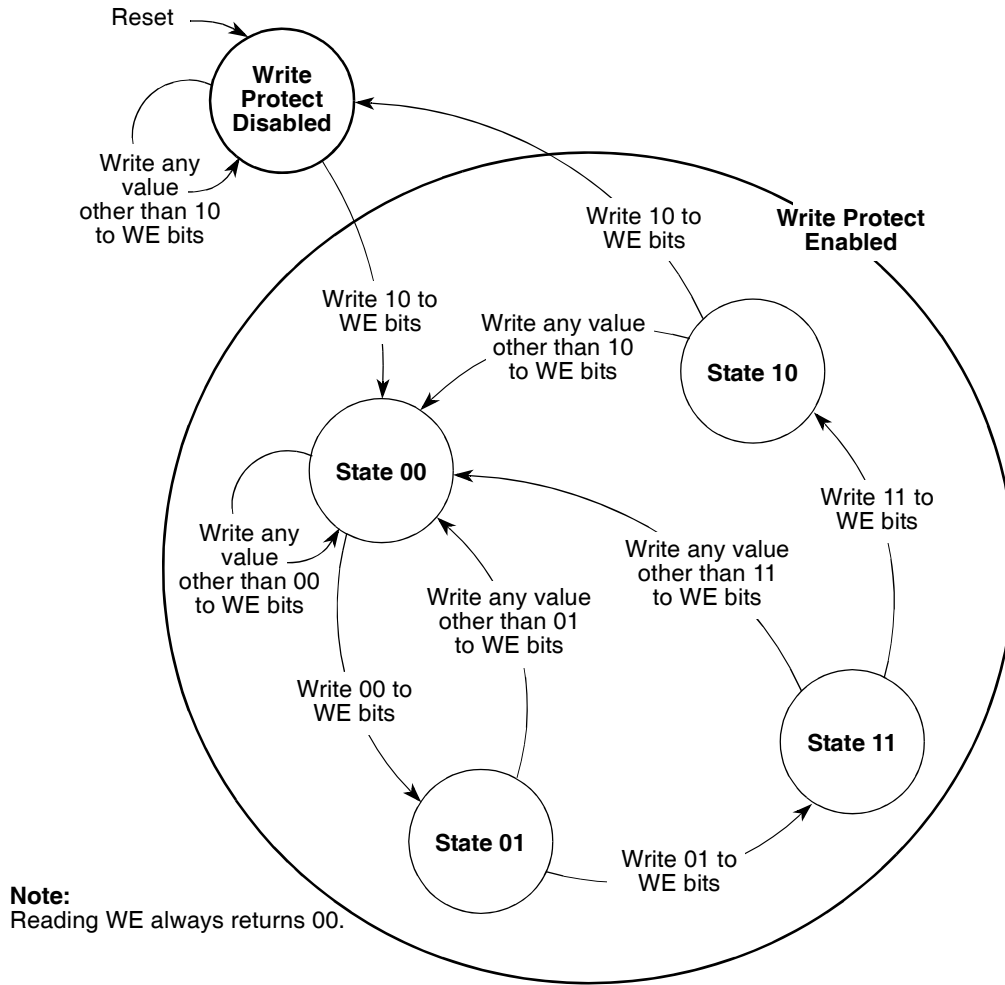 Reset
Write
Protect
Disabled
Write any
value
other than 10
to WE bits
Write 10 to
WE bits
Write Protect
Enabled
Write 10 to
WE bits
Write any value
other than 10
to WE bits
State 10
State 00
Write 11 to
WE bits
Write any
value
other than 00
to WE bits
Write any value
other than 11
to WE bits
Write any value
other than 01
to WE bits
Write 00 to
WE bits
State 11
State 01
Write 01 to
WE bits
Note:
Reading WE always returns 00.